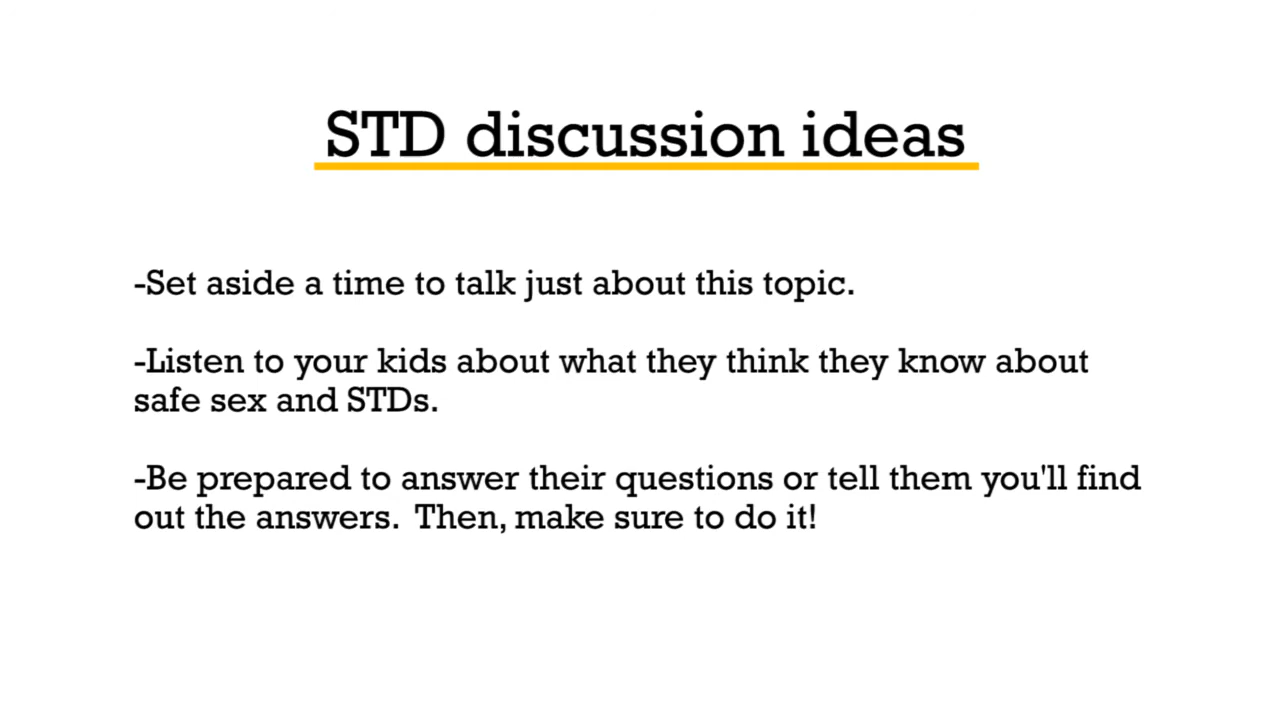 STD discussion ideas
-Set aside a time to talk just about this topic.
-Listen to your kids about what they think they know about
safe sex and STDs.
-Be prepared to answer their questions or tell them you'll find
out the answers.  Then, make sure to do it!